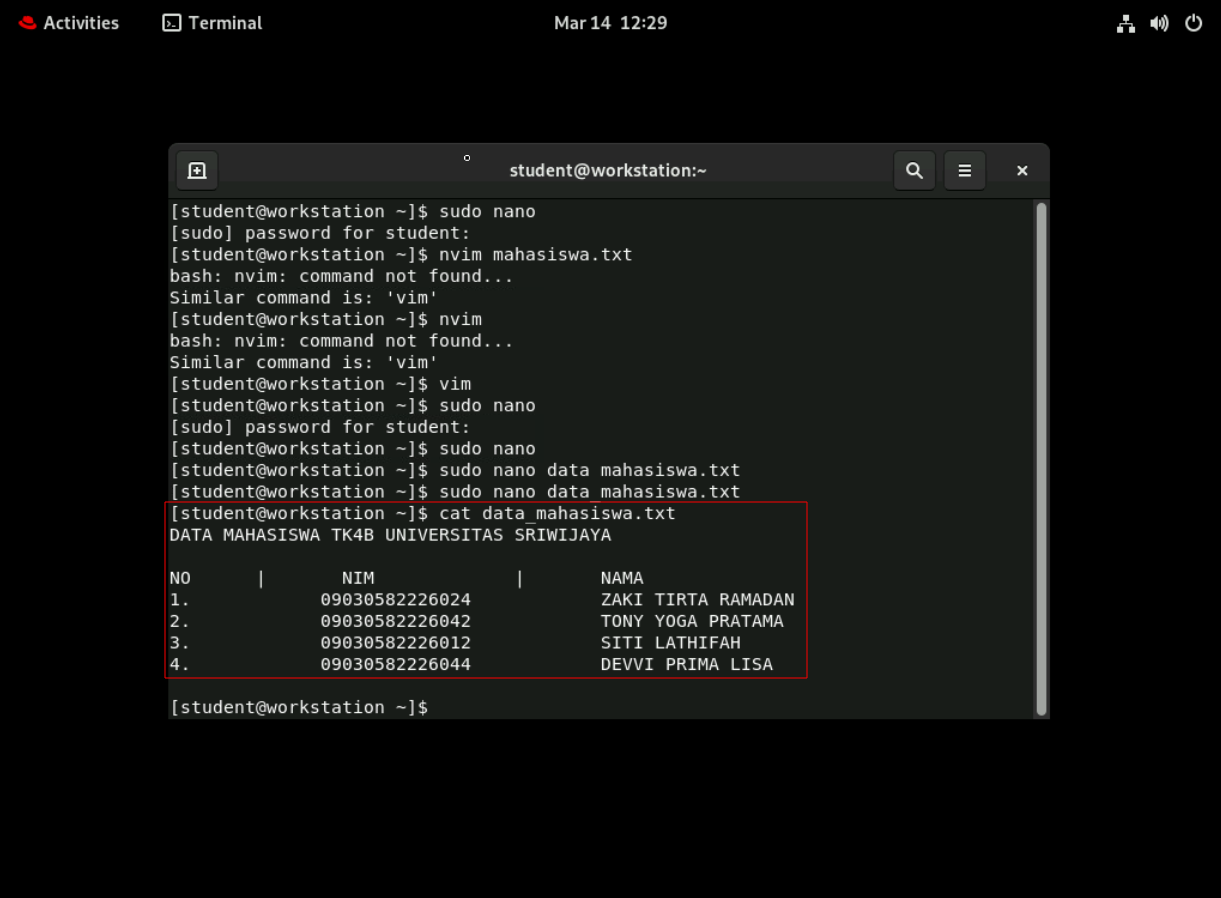 Activities Terminal Mar 14 12:29
student@workstation:~
[student@workstation ~]$ sudo nano
[sudo] password for student:
[student@workstation ~]$ nvim mahasiswa.txt
bash: nvim: command not found...
Similar command is: 'vim'
[student@workstation ~]$ nvim
bash: nvim: command not found...
Similar command is: 'vim'
[student@workstation ~]$ vim
[student@workstation ~]$ sudo nano
[sudo] password for student:
[student@workstation ~]$ sudo nano
[student@workstation ~]$ sudo nano data mahasiswa.txt
[student@workstation ~]$ sudo nano data_mahasiswa.txt
[student@workstation ~]$ cat data_mahasiswa.txt
DATA MAHASISWA TK4B UNIVERSITAS SRIWIJAYA
NO | NIM | NAMA
1. 09030582226024 ZAKI TIRTA RAMADAN
2. 09030582226042 TONY YOGA PRATAMA
3. 09030582226012 SITI LATHIFAH
4. 09030582226044 DEVVI PRIMA LISA
[student@workstation ~]$